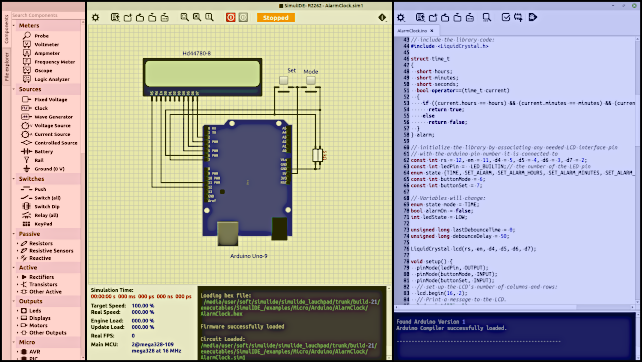 SimulIDE- R2262 - AlarmClock.sim1
Components
File explorer
Search Components
Meters
Probe
Voltmeter
Ampmeter
Frequency Meter
Oscope
Logic Analyzer
Sources
Fixed Voltage
Clock
Wave Generator
Voltage Source
Current Source
Controlled Source
Battery
Rail
Ground (0 V)
Switches
Push
Switch (all)
Switch Dip
Relay (all)
KeyPad
Passive
Resistors
Resistive Sensors
Reactive
Active
Rectifiers
Transistors
Other Active
Outputs
Leds
Displays
Motors
Other Outputs
Micro
AVR
PIC
Stopped
Hd44780-8
Set
Mode
Arduino Uno-9
Simulation Time:
00:00:00 s 000 ms 000 µs 000 ns 000 ps
Target Speed: 100.00 %
Real Speed: 000.00 %
Engine Load: 000.00 %
Update Load: 000.00 %
Real FPS: 0
Main MCU: 2@mega328-109
mega328 at 16 MHz
Loading hex file:
/media/user/soft/simulide/simulide_lauchpad/trunk/build-21/
executables/SimulIDE_/examples/Micro/Arduino/AlarmClock/
AlarmClock.hex
Firmware successfully loaded
Circuit Loaded:
/media/user/soft/simulide/simulide_lauchpad/trunk/build-21/
executables/SimulIDE_/examples/Micro/Arduino/AlarmClock/
AlarmClock.sim1
AlarmClock.ino
43 // include the library code:
44 #include <LiquidCrystal.h>
45
46 struct time_t
47 {
48 short hours;
49 short minutes;
50 short seconds;
51 bool operator==(time_t current)
52 {
53 if ((current.hours == hours) && (current.minutes == minutes) && (curren
54 return true;
55 else
56 return false;
57 }
58 } alarm;
59
60 // initialize the library by associating any needed LCD interface pin
61 // with the arduino pin number it is connected to
62 const int rs = 12, en = 11, d4 = 5, d5 = 4, d6 = 3, d7 = 2;
63 const int ledPin = LED_BUILTIN;// the number of the LED pin
64 enum state {TIME, SET_ALARM, SET_ALARM_HOURS, SET_ALARM_MINUTES, SET_ALARM_
65 const int buttonMode = 6;
66 const int buttonSet = 7;
67
68 //Variables will change:
69 enum state mode = TIME;
70 bool alarmOn = false;
71 int ledState = LOW;
72
73 unsigned long lastDebounceTime = 0;
74 unsigned long debounceDelay = 50;
75
76 LiquidCrystal lcd(rs, en, d4, d5, d6, d7);
77
78 void setup() {
79 pinMode(ledPin, OUTPUT);
80 pinMode(buttonMode, INPUT);
81 pinMode(buttonSet, INPUT);
82 // set up the LCD's number of columns and rows:
83 lcd.begin(16, 2);
84 // Print a message to the LCD.
Found Arduino Version 1
Arduino Compiler successfully loaded.